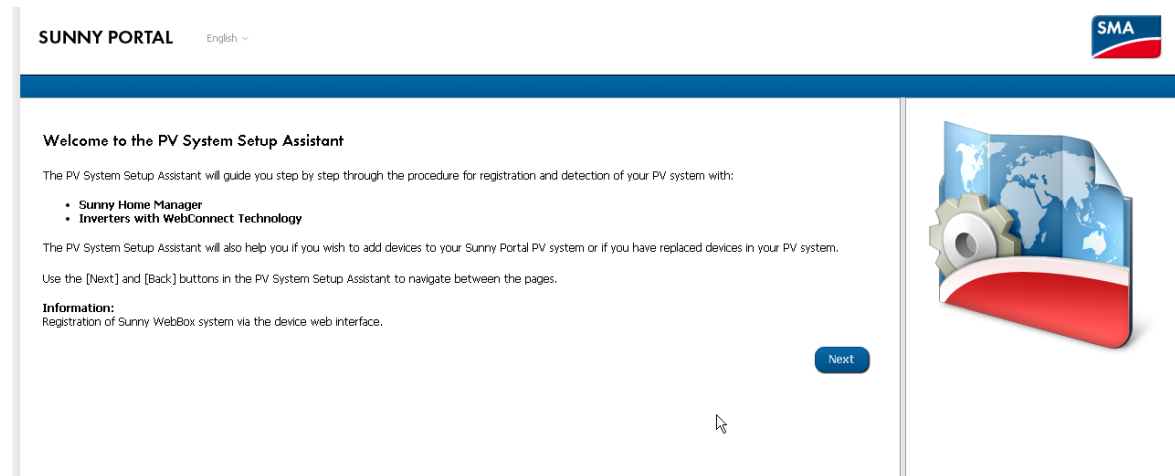 SUNNY PORTAL English
SMA
Welcome to the PV System Setup Assistant
The PV System Setup Assistant will guide you step by step through the procedure for registration and detection of your PV system with:
• Sunny Home Manager
• Inverters with WebConnect Technology
The PV System Setup Assistant will also help you if you wish to add devices to your Sunny Portal PV system or if you have replaced devices in your PV system.
Use the [Next] and [Back] buttons in the PV System Setup Assistant to navigate between the pages.
Information:
Registration of Sunny WebBox system via the device web interface.
Next